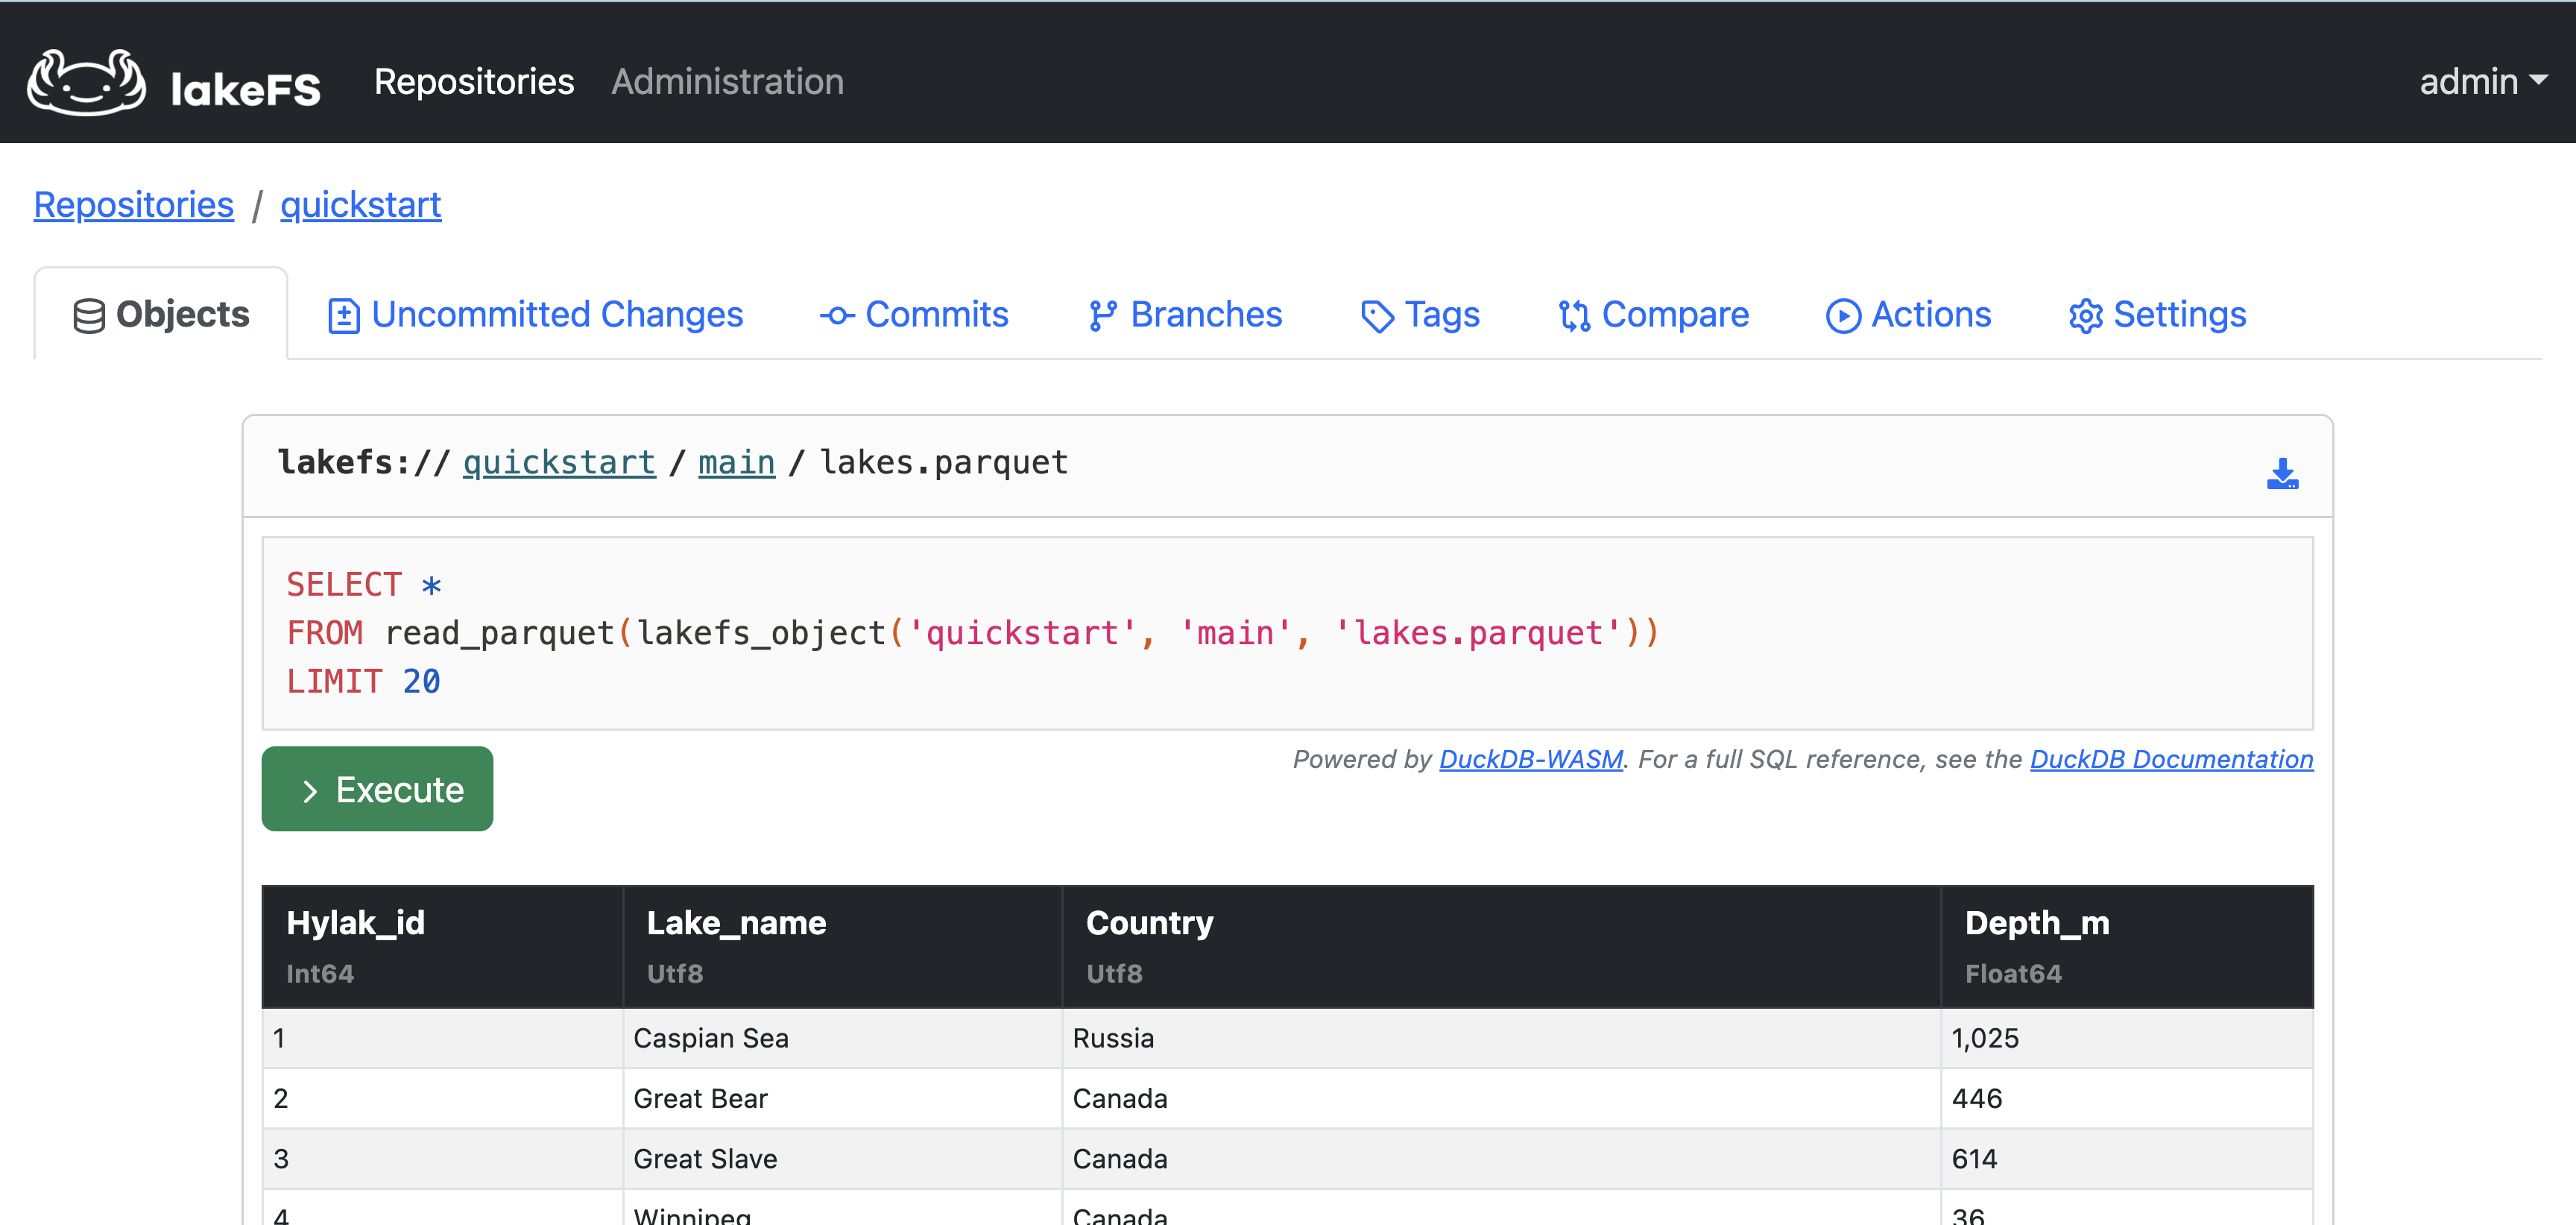 lakeFS Repositories Administration admin
Repositories / quickstart
Objects Uncommitted Changes Commits Branches Tags Compare Actions Settings
lakefs:// quickstart / main / lakes.parquet
SELECT *
FROM read_parquet(lakefs_object('quickstart', 'main', 'lakes.parquet'))
LIMIT 20
Execute
Powered by DuckDB-WASM. For a full SQL reference, see the DuckDB Documentation
Hylak_id Lake_name Country Depth_m
Int64 Utf8 Utf8 Float64
1 Caspian Sea Russia 1,025
2 Great Bear Canada 446
3 Great Slave Canada 614
4 Winnipeg Canada 36